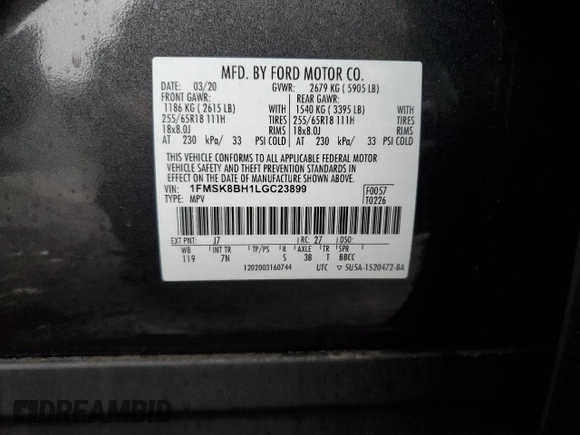 MFD. BY FORD MOTOR CO.
DATE: 03/20 GVWR: 2679 KG ( 5905 LB)
FRONT GAWR: REAR GAWR:
1186 KG ( 2615 LB) 1540 KG ( 3395 LB)
255/65R18 111H TIRES 255/65R18 111H TIRES
18x8.0J RIMS 18x8.0J RIMS
AT 230 kPa/ 33 PSI COLD AT 230 kPa/ 33 PSI COLD
THIS VEHICLE CONFORMS TO ALL APPLICABLE FEDERAL MOTOR
VEHICLE SAFETY AND THEFT PREVENTION STANDARDS IN
EFFECT ON THE DATE OF MANUFACTURE SHOWN ABOVE.
VIN: 1FMSK8BH1LGC23899 F0057
TYPE: MPV T0226
EXT PNT: J7 RC: 27 DSO:
WB INT TR TP/PS R AXLE TR SPR
119 7N S 3B T BBCC
1202003160744 UTC 5U5A-1520472-BA
DREAMBID